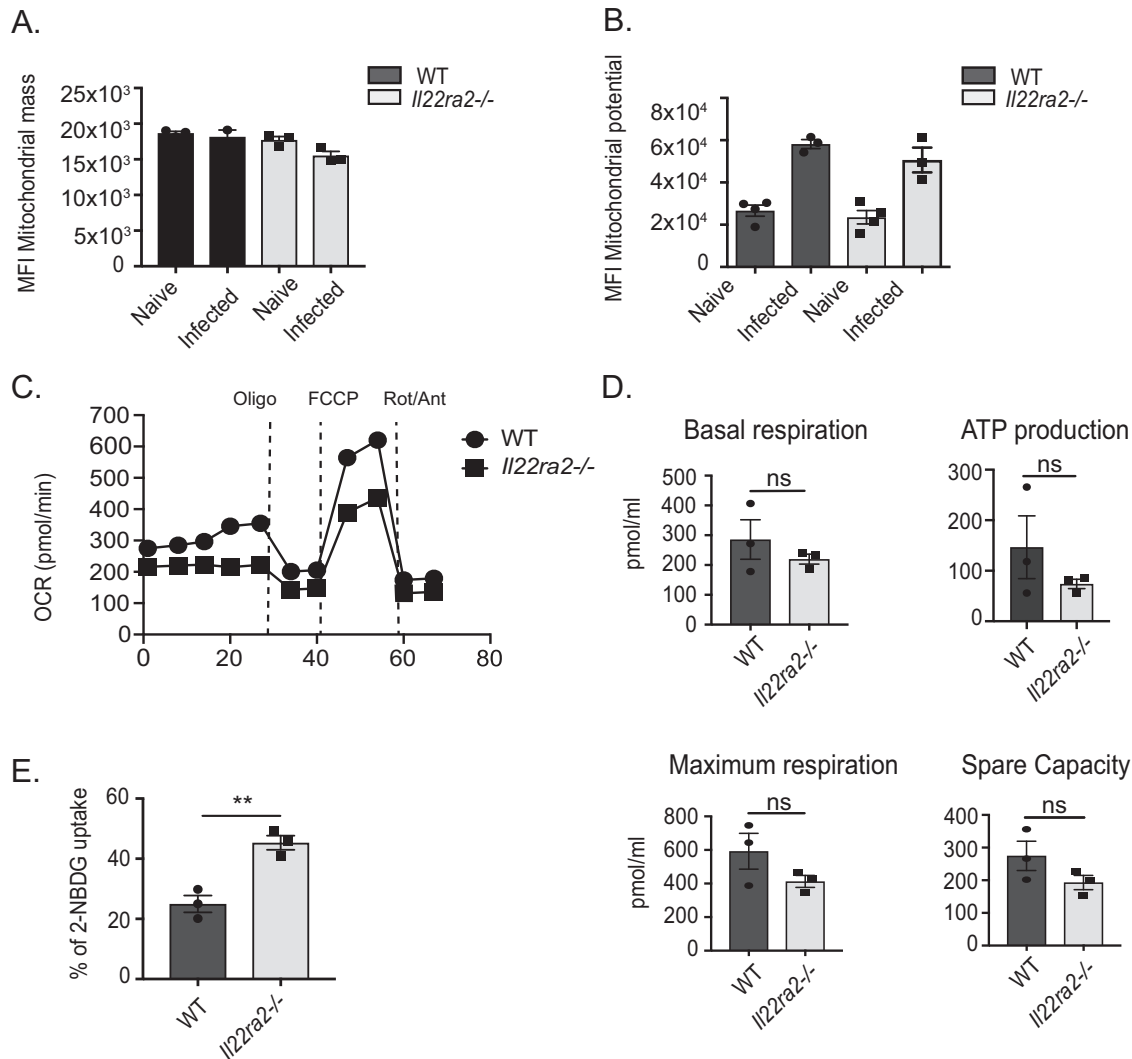 A.
MFI Mitochondrial mass
25x10³
20x10³
15x10³
15x10³
5x10³
0
Naive
Infected
Naive
Infected
WT
Il22ra2-/-
B.
MFI Mitochondrial potential
8x10⁴
6x10⁴
4x10⁴
2x10⁴
0
Naive
Infected
Naive
Infected
WT
Il22ra2-/-
C.
Oligo
FCCP
Rot/Ant
OCR (pmol/min)
700
600
500
400
300
200
100
0
0
20
40
60
80
WT
Il22ra2-/-
D.
Basal respiration
ns
pmol/ml
500
400
300
200
100
0
WT
Il22ra2-/-
ATP production
ns
300
200
100
0
WT
Il22ra2-/-
Maximum respiration
ns
pmol/ml
800
600
400
200
0
WT
Il22ra2-/-
Spare Capacity
ns
400
300
200
100
0
WT
Il22ra2-/-
E.
% of 2-NBDG uptake
60
40
20
0
**
WT
Il22ra2-/-